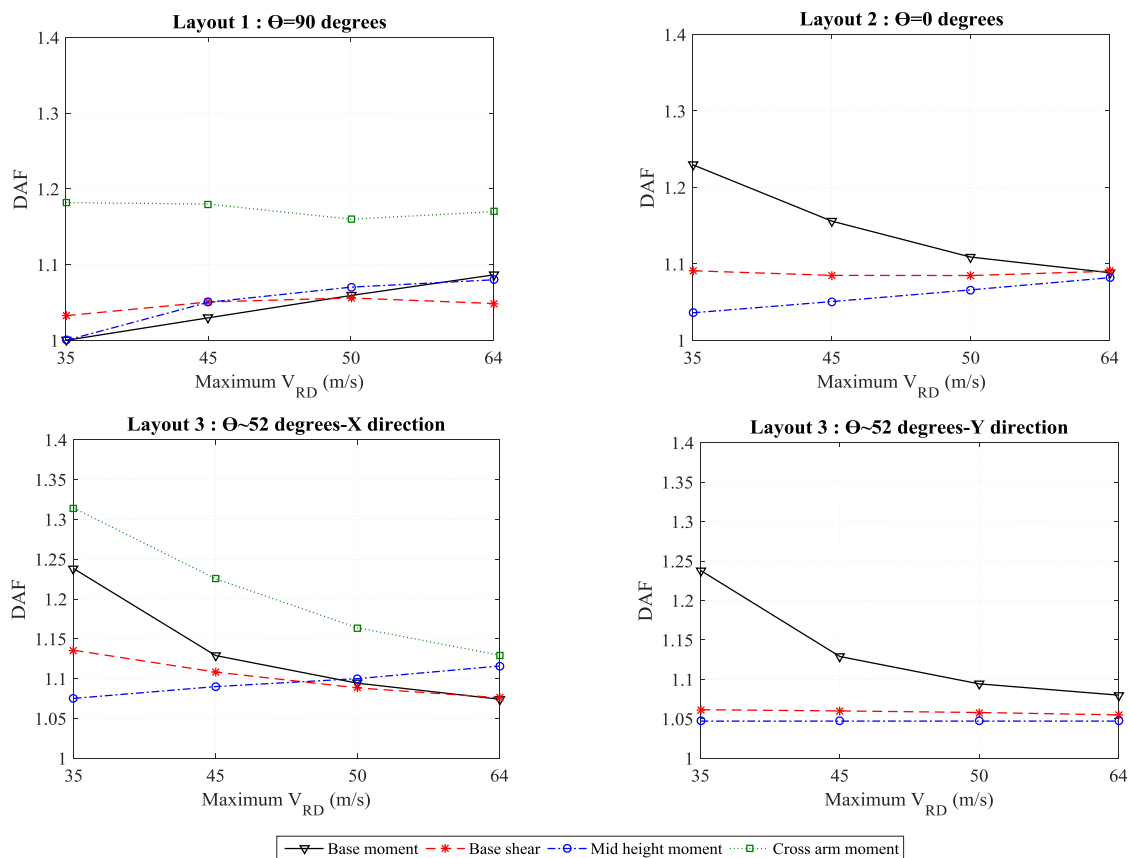 Layout 1 : Ө=90 degrees
1.4
1.3
1.2
1.1
1
DAF
35 45 50 64
Maximum V_RD (m/s)
Layout 2 : Ө=0 degrees
1.4
1.3
1.2
1.1
1
DAF
35 45 50 64
Maximum V_RD (m/s)
Layout 3 : Ө~52 degrees-X direction
1.4
1.35
1.3
1.25
1.2
1.15
1.1
1.05
1
DAF
35 45 50 64
Maximum V_RD (m/s)
Layout 3 : Ө~52 degrees-Y direction
1.4
1.35
1.3
1.25
1.2
1.15
1.1
1.05
1
DAF
35 45 50 64
Maximum V_RD (m/s)
Base moment Base shear Mid height moment Cross arm moment